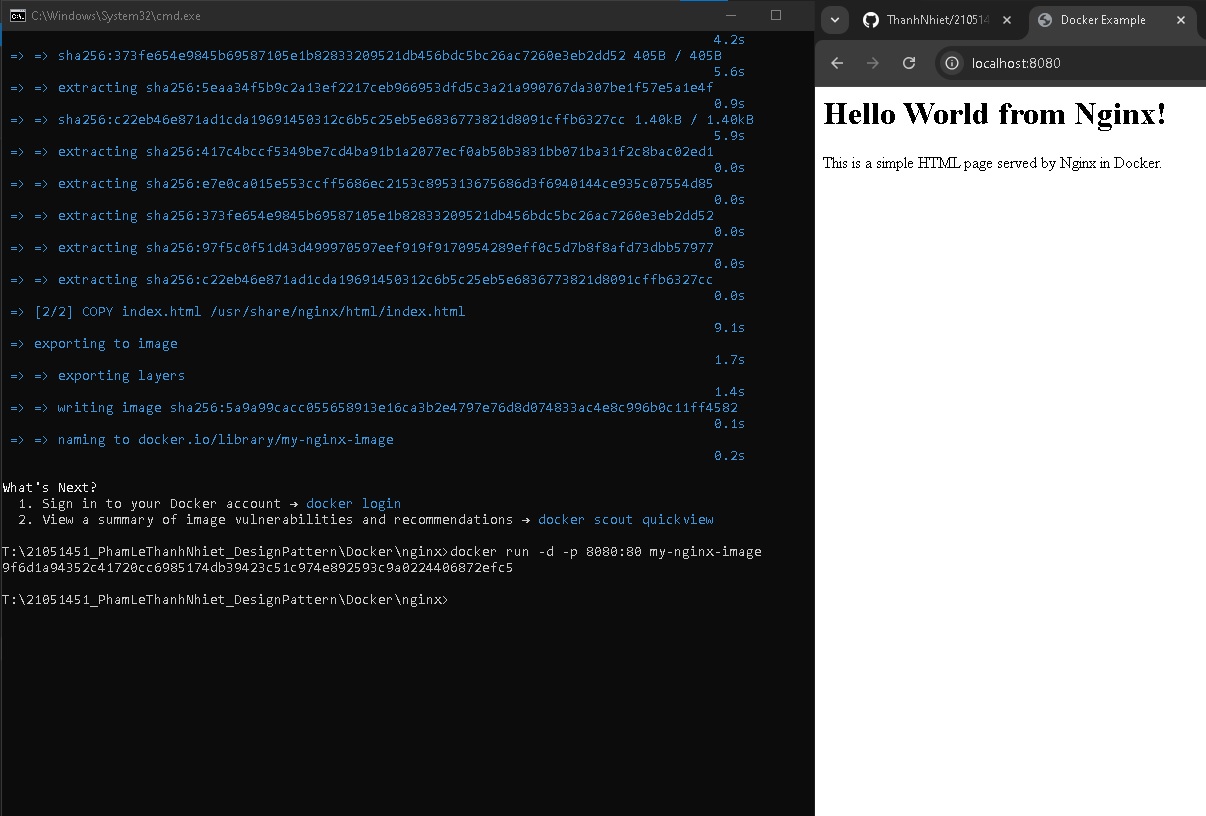 C:\Windows\System32\cmd.exe
4.2s
=> => sha256:373fe654e9845b69587105e1b82833209521db456bdc5bc26ac7260e3eb2dd52 405B / 405B
5.6s
=> => extracting sha256:5eaa34f5b9c2a13ef2217ceb966953dfd5c3a21a990767da307be1f57e5a1e4f
0.9s
=> => sha256:c22eb46e871ad1cda19691450312c6b5c25eb5e6836773821d8091cffb6327cc 1.40kB / 1.40kB
5.9s
=> => extracting sha256:417c4bccf5349be7cd4ba91b1a2077ecf0ab50b3831bb071ba31f2c8bac02ed1
0.0s
=> => extracting sha256:e7e0ca015e553ccff5686ec2153c895313675686d3f6940144ce935c07554d85
0.0s
=> => extracting sha256:373fe654e9845b69587105e1b82833209521db456bdc5bc26ac7260e3eb2dd52
0.0s
=> => extracting sha256:97f5c0f51d43d499970597eef919f9170954289eff0c5d7b8f8afd73dbb57977
0.0s
=> => extracting sha256:c22eb46e871ad1cda19691450312c6b5c25eb5e6836773821d8091cffb6327cc
0.0s
=> [2/2] COPY index.html /usr/share/nginx/html/index.html
9.1s
=> exporting to image
1.7s
=> => exporting layers
1.4s
=> => writing image sha256:5a9a99cacc055658913e16ca3b2e4797e76d8d074833ac4e8c996b0c11ff4582
0.1s
=> => naming to docker.io/library/my-nginx-image
0.2s
What's Next?
1. Sign in to your Docker account → docker login
2. View a summary of image vulnerabilities and recommendations → docker scout quickview
T:\21051451_PhamLeThanhNhiet_DesignPattern\Docker\nginx>docker run -d -p 8080:80 my-nginx-image
9f6d1a94352c41720cc6985174db39423c51c974e892593c9a0224406872efc5
T:\21051451_PhamLeThanhNhiet_DesignPattern\Docker\nginx>
ThanhNhiet/21051
Docker Example
localhost:8080
Hello World from Nginx!
This is a simple HTML page served by Nginx in Docker.